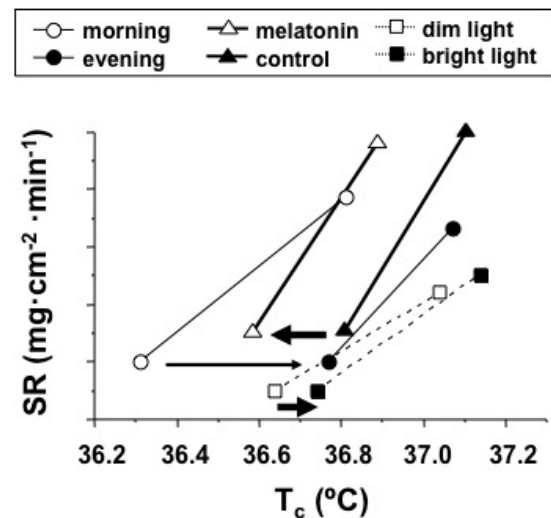 morning melatonin dim light
evening control bright light
SR (mg·cm⁻² ·min⁻¹)
36.2 36.4 36.6 36.8 37.0 37.2
T꜀ (ºC)